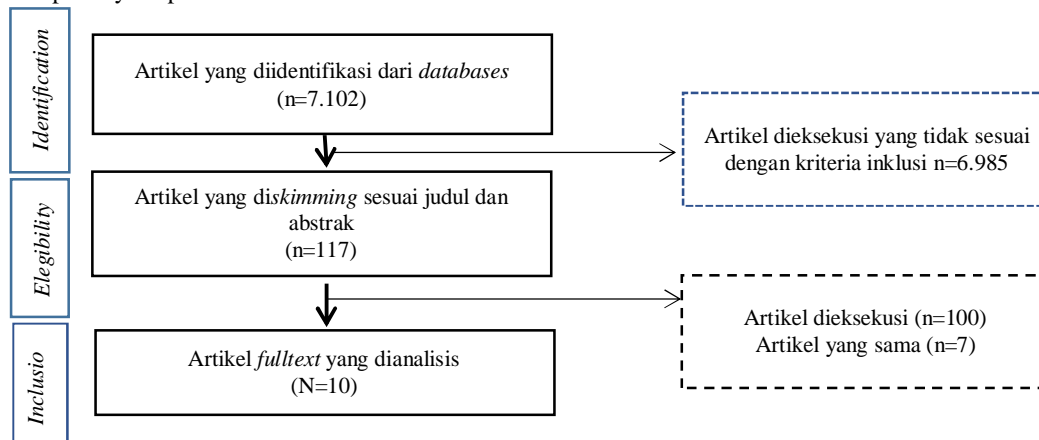 Identification
Artikel yang diidentifikasi dari databases
(n=7.102)
Artikel dieksekusi yang tidak sesuai
dengan kriteria inklusi n=6.985
Elegibility
Artikel yang diskimming sesuai judul dan
abstrak
(n=117)
Artikel dieksekusi (n=100)
Artikel yang sama (n=7)
Inclusio
Artikel fulltext yang dianalisis
(N=10)